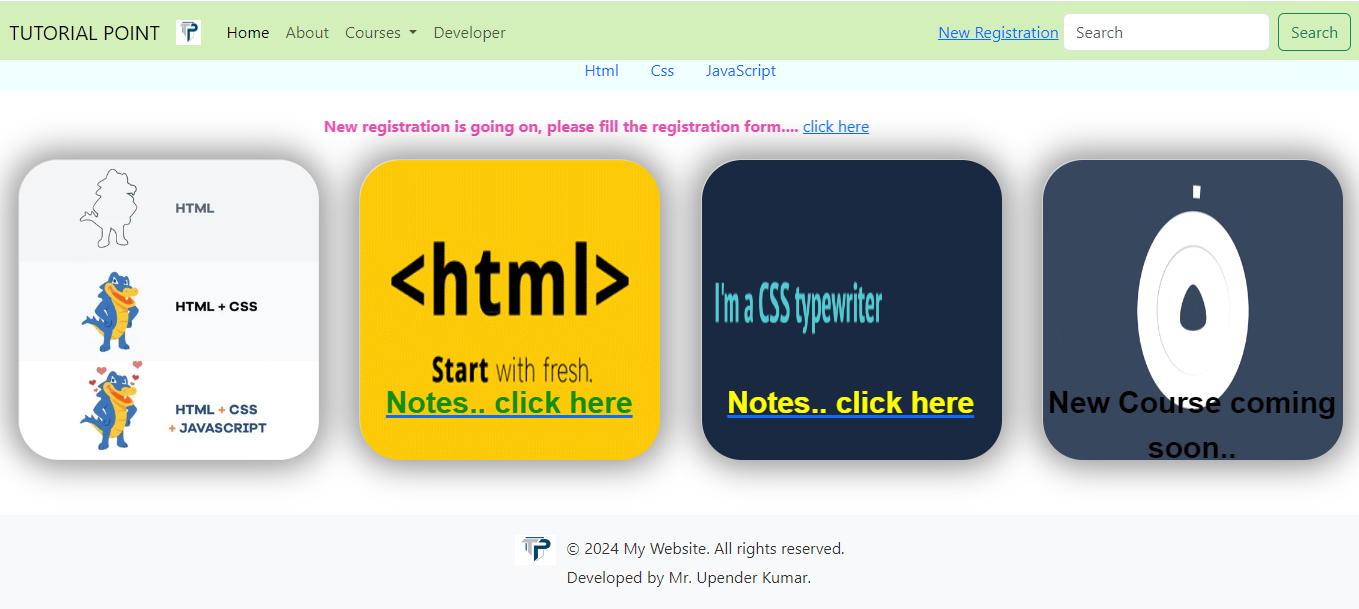 TUTORIAL POINT TP Home About Courses Developer New Registration Search Search
Html Css JavaScript
New registration is going on, please fill the registration form.... click here
HTML
HTML + CSS
HTML + CSS
+ JAVASCRIPT
<html>
Start with fresh.
Notes.. click here
I'm a CSS typewriter
Notes.. click here
New Course coming
soon..
TP
© 2024 My Website. All rights reserved.
Developed by Mr. Upender Kumar.